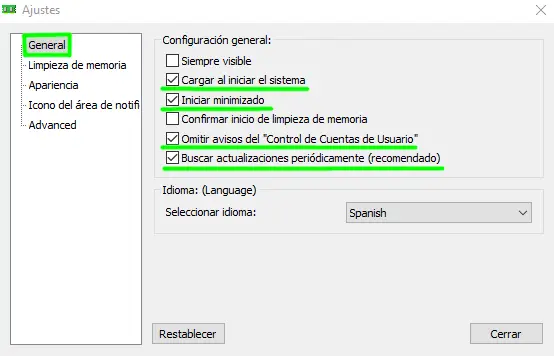 Ajustes
General
Limpieza de memoria
Apariencia
Icono del área de notifi
Advanced
Configuración general:
Siempre visible
Cargar al iniciar el sistema
Iniciar minimizado
Confirmar inicio de limpieza de memoria
Omitir avisos del "Control de Cuentas de Usuario"
Buscar actualizaciones periódicamente (recomendado)
Idioma: (Language)
Seleccionar idioma: Spanish
Restablecer Cerrar